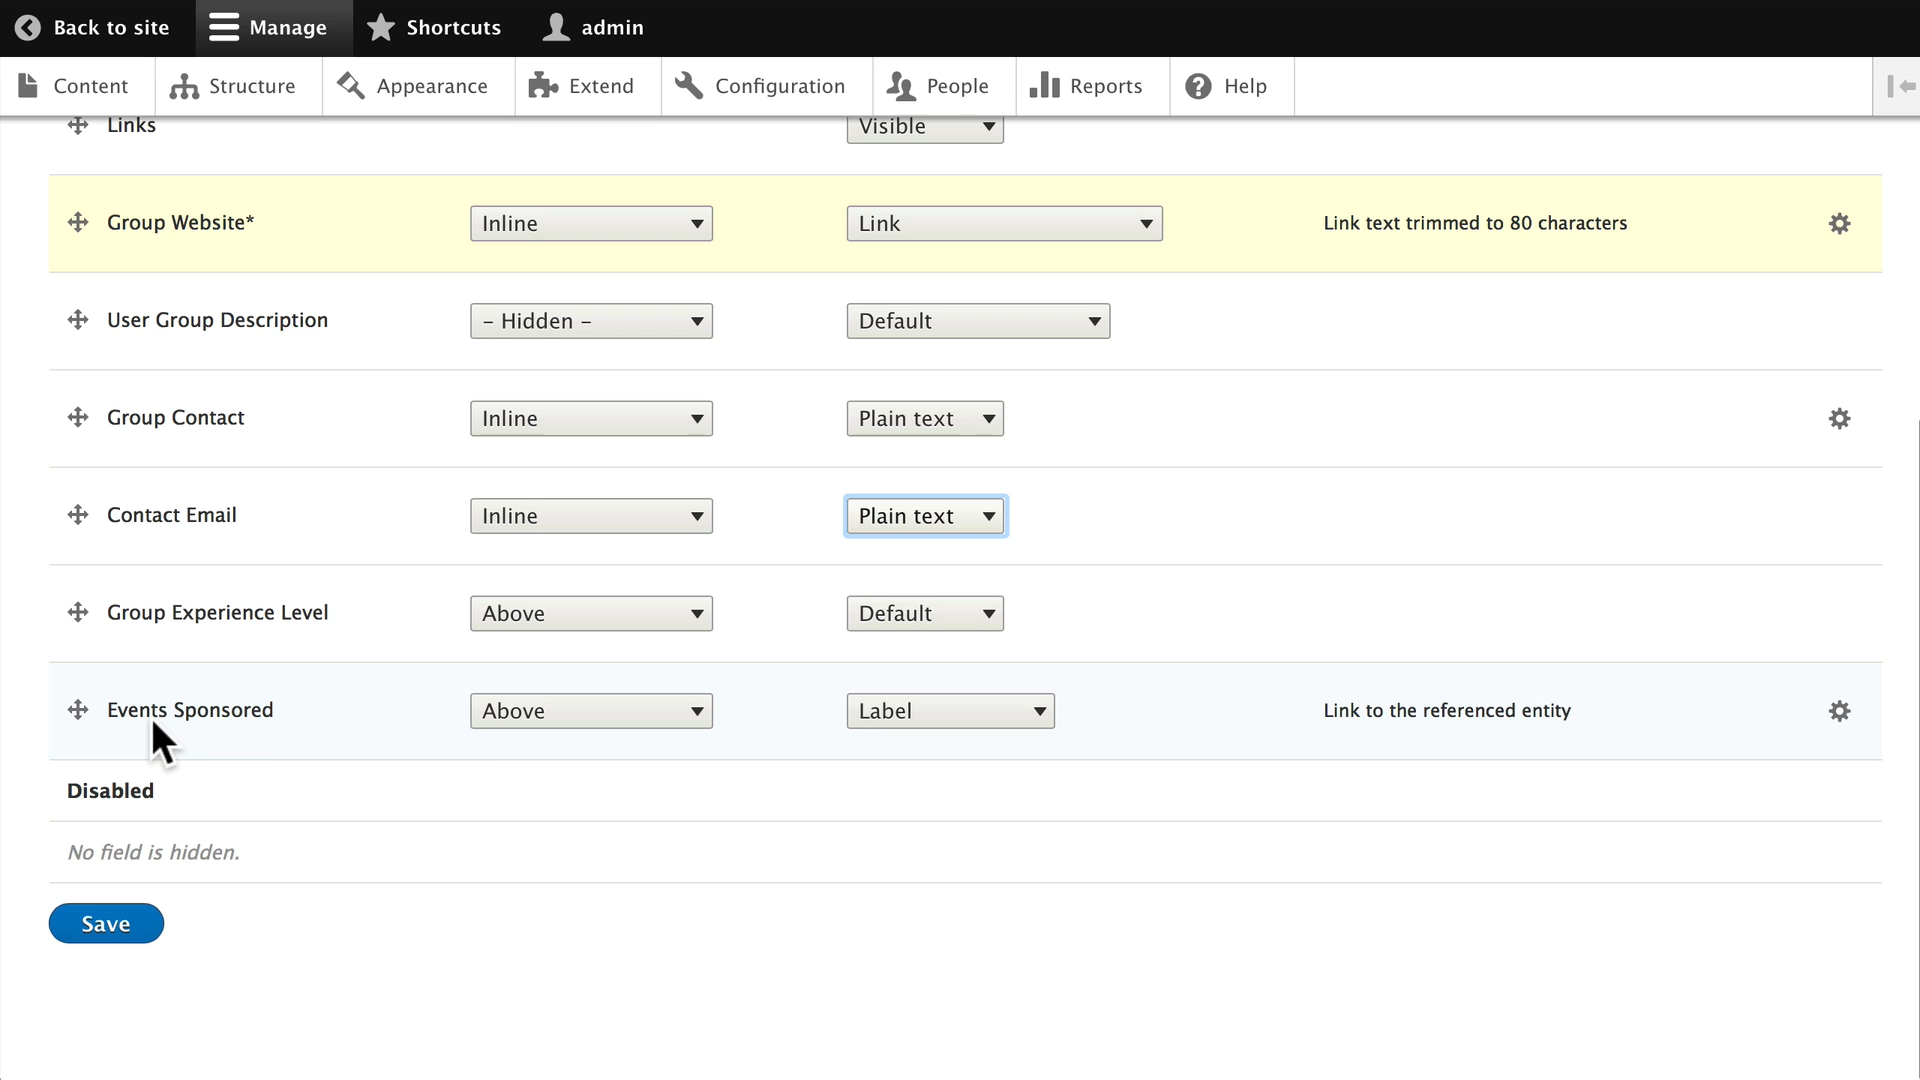 Back to site Manage Shortcuts admin
Content Structure Appearance Extend Configuration People Reports Help
Links Visible
Group Website* Inline Link Link text trimmed to 80 characters
User Group Description - Hidden - Default
Group Contact Inline Plain text
Contact Email Inline Plain text
Group Experience Level Above Default
Events Sponsored Above Label Link to the referenced entity
Disabled
No field is hidden.
Save